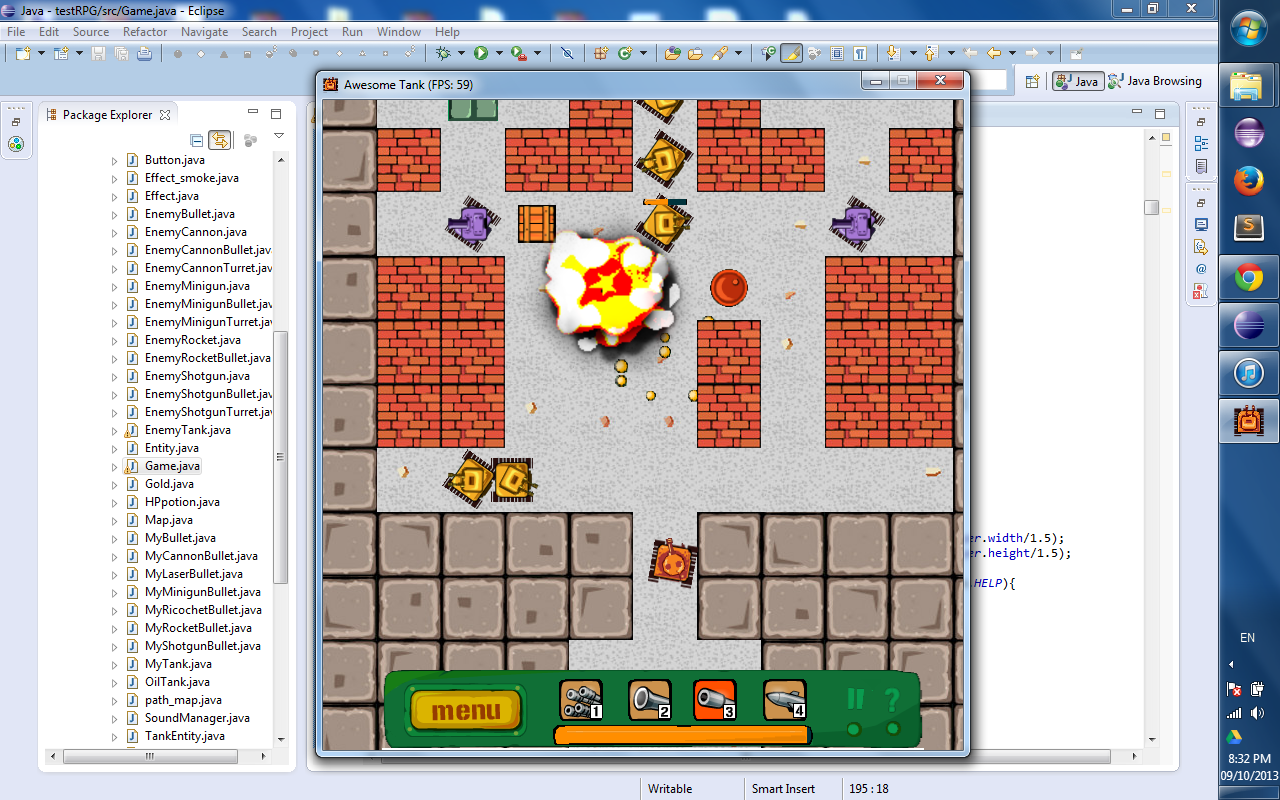 Java - testRPG/src/Game.java - Eclipse
File Edit Source Refactor Navigate Search Project Run Window Help
Java Java Browsing
Awesome Tank (FPS: 59)
Package Explorer
Button.java
Effect_smoke.java
Effect.java
EnemyBullet.java
EnemyCannon.java
EnemyCannonBullet.java
EnemyCannonTurret.java
EnemyMinigun.java
EnemyMinigunBullet.java
EnemyMinigunTurret.java
EnemyRocket.java
EnemyRocketBullet.java
EnemyShotgun.java
EnemyShotgunBullet.java
EnemyShotgunTurret.java
EnemyTank.java
Entity.java
Game.java
Gold.java
HPpotion.java
Map.java
MyBullet.java
MyCannonBullet.java
MyLaserBullet.java
MyMinigunBullet.java
MyRicochetBullet.java
MyRocketBullet.java
MyShotgunBullet.java
MyTank.java
OilTank.java
path_map.java
SoundManager.java
TankEntity.java
er.width/1.5);
er.height/1.5);
.HELP){
menu 1 2 3 4 ?
Writable Smart Insert 195 : 18
EN
8:32 PM
09/10/2013